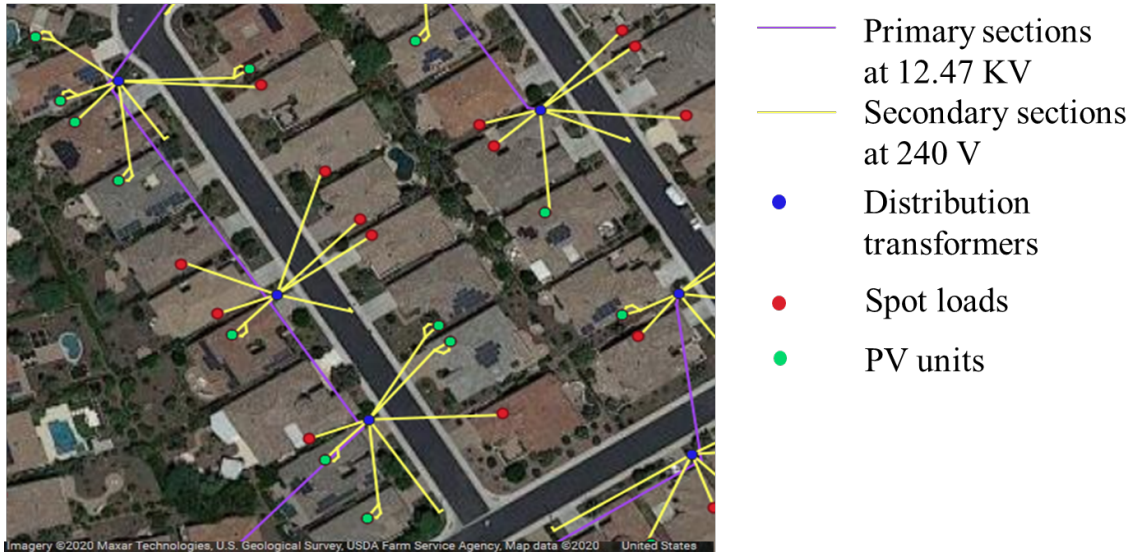 Primary sections
at 12.47 KV
Secondary sections
at 240 V
Distribution
transformers
Spot loads
PV units
Imagery ©2020 Maxar Technologies, U.S. Geological Survey, USDA Farm Service Agency, Map data ©2020 United States